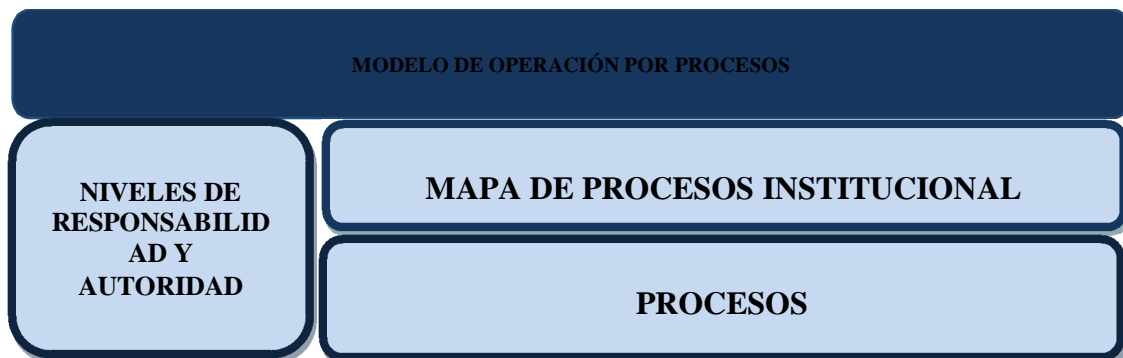 MODELO DE OPERACIÓN POR PROCESOS
NIVELES DE
RESPONSABILID
AD Y
AUTORIDAD
MAPA DE PROCESOS INSTITUCIONAL
PROCESOS